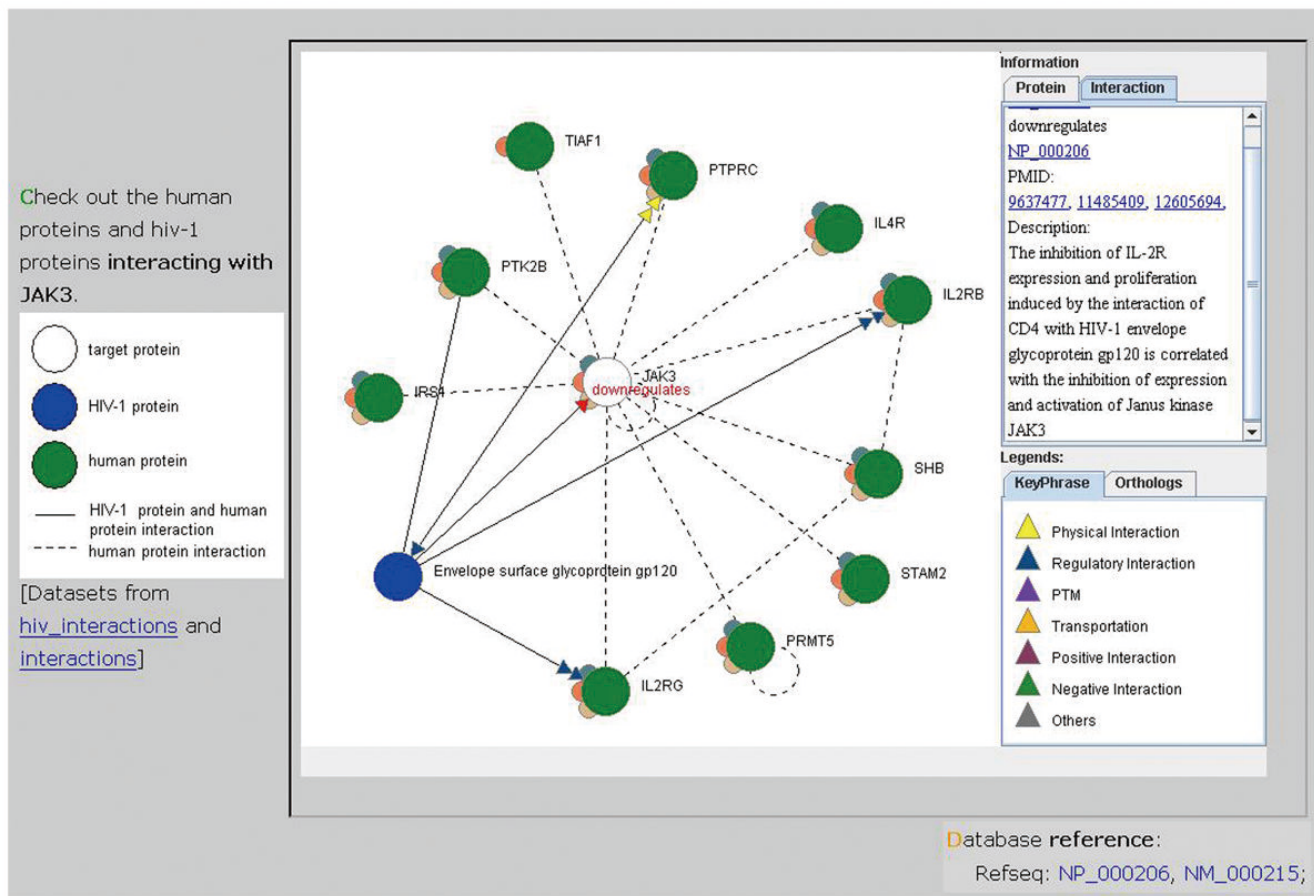 Check out the human
proteins and hiv-1
proteins interacting with
JAK3.
target protein
HIV-1 protein
human protein
HIV-1 protein and human
protein interaction
human protein interaction
[Datasets from
hiv_interactions and
interactions]
TIAF1
PTPRC
IL4R
PTK2B
IL2RB
JAK3
downregulates
IRS4
SHB
Envelope surface glycoprotein gp120
STAM2
PRMT5
IL2RG
Information
Protein
Interaction
downregulates
NP_000206
PMID:
9637477, 11485409, 12605694,
Description:
The inhibition of IL-2R
expression and proliferation
induced by the interaction of
CD4 with HIV-1 envelope
glycoprotein gp120 is correlated
with the inhibition of expression
and activation of Janus kinase
JAK3
Legends:
KeyPhrase
Orthologs
Physical Interaction
Regulatory Interaction
PTM
Transportation
Positive Interaction
Negative Interaction
Others
Database reference:
Refseq: NP_000206, NM_000215;